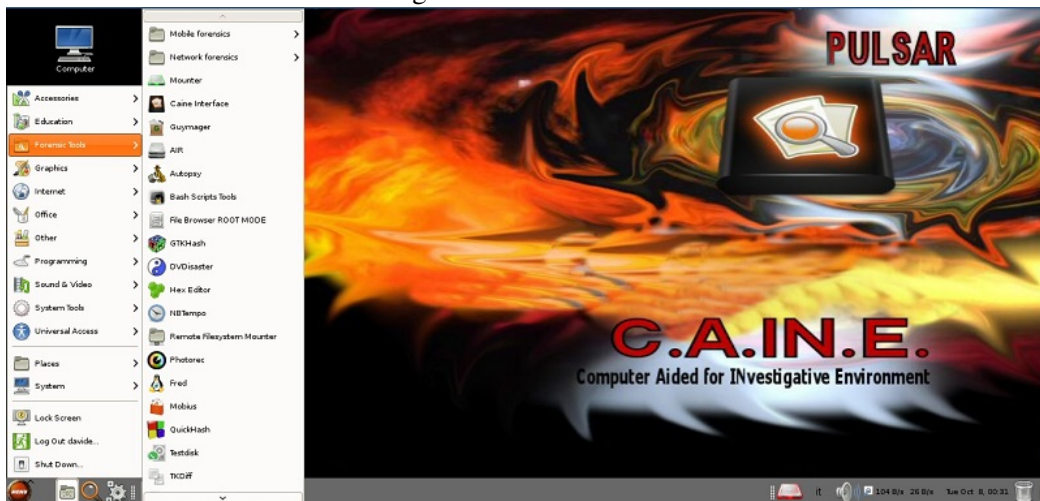 Computer
Accessories
Education
Forensic Tools
Graphics
Internet
Office
Other
Programming
Sound & Video
System Tools
Universal Access
Places
System
Lock Screen
Log Out davide...
Shut Down...
Mobile forensics
Network forensics
Mounter
Caine Interface
Guymager
AIR
Autopsy
Bash Scripts Tools
File Browser ROOT MODE
GTKHash
DVDisaster
Hex Editor
NBTempo
Remote Filesystem Mounter
Photorec
Fred
Mobius
QuickHash
Testdisk
TKDiff
PULSAR
C.A.IN.E.
Computer Aided for INvestigative Environment
it 104 B/s 26 B/s Tue Oct 8, 00:31